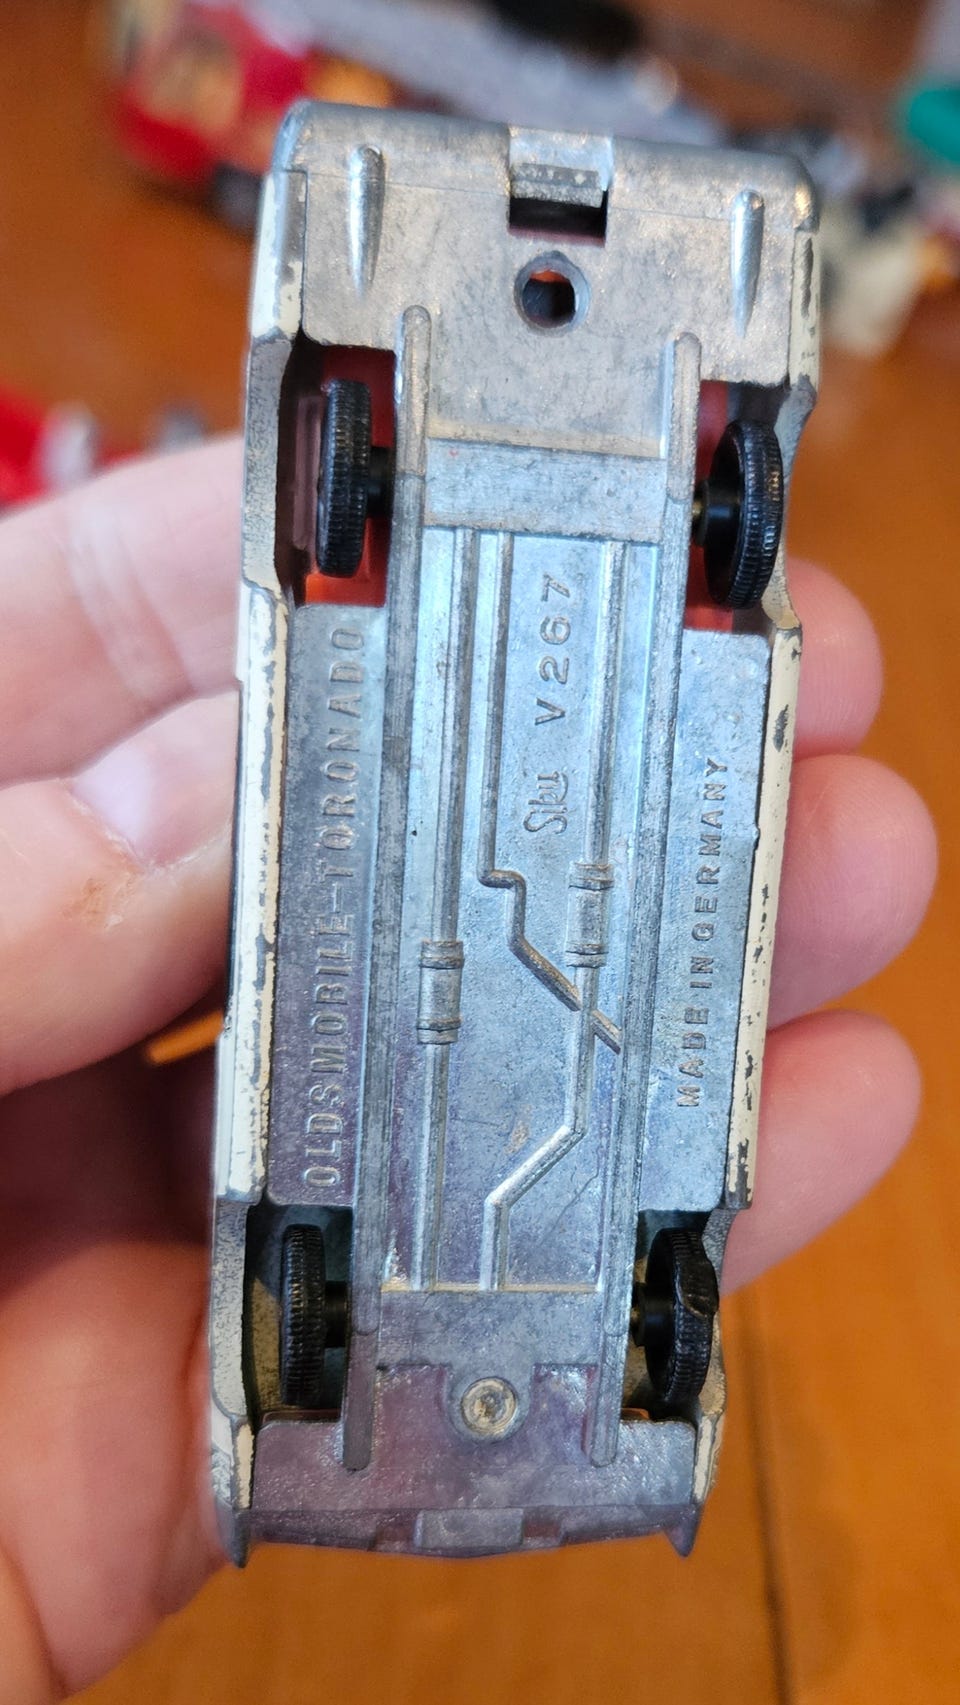 OLDSMOBILE-TORONADO
Siku V267
MADE IN GERMANY